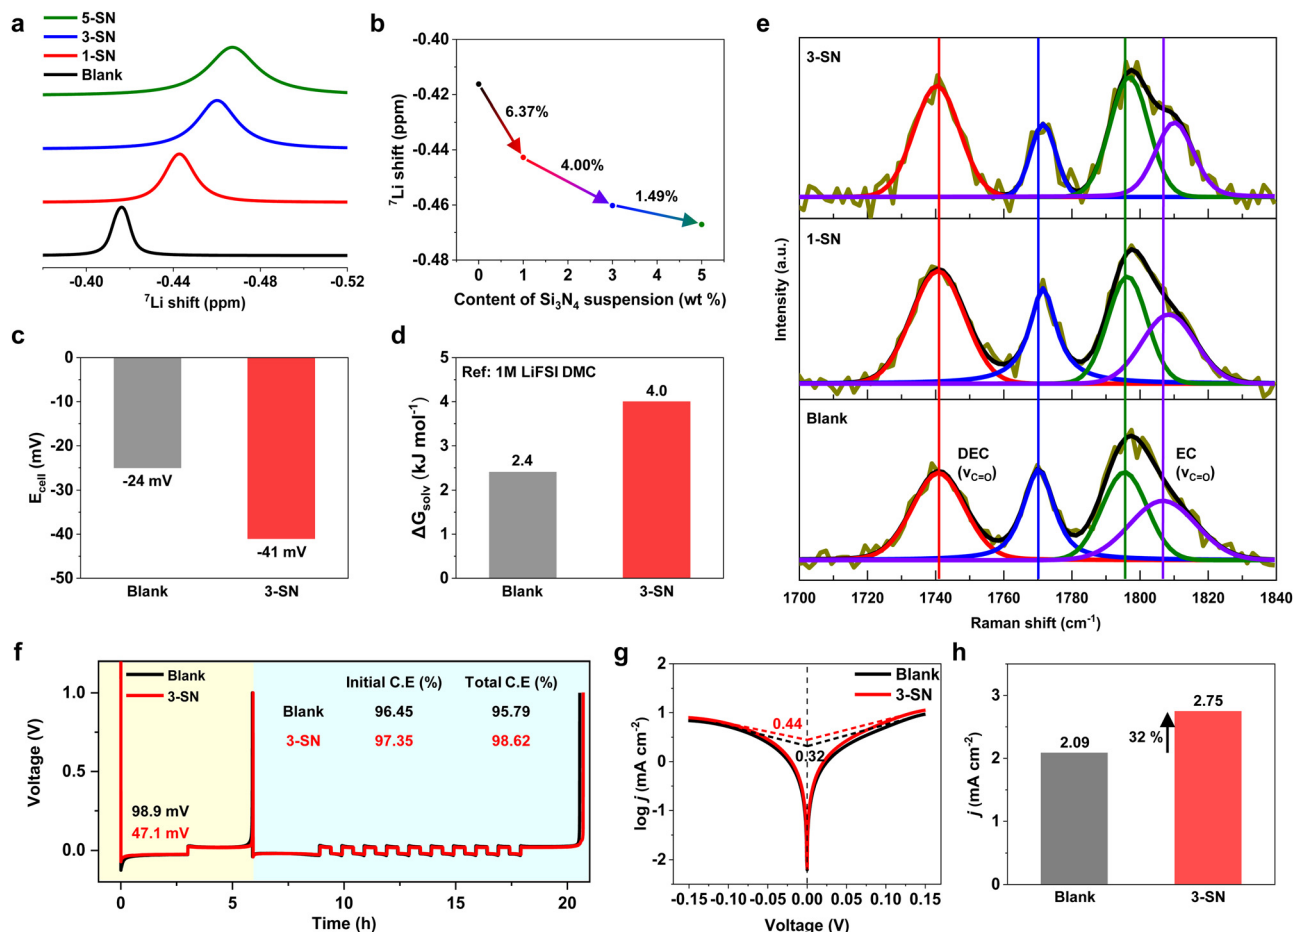 a
5-SN
3-SN
1-SN
Blank
-0.40 -0.44 -0.48 -0.52
⁷Li shift (ppm)
b
-0.40
-0.42
-0.44
-0.46
-0.48
⁷Li shift (ppm)
6.37%
4.00%
1.49%
0 1 2 3 4 5
Content of Si₃N₄ suspension (wt %)
c
0
-10
-20
-30
-40
-50
E_cell (mV)
-24 mV
-41 mV
Blank 3-SN
d
Ref: 1M LiFSI DMC
5
4
3
2
1
0
ΔG_solv (kJ mol⁻¹)
2.4
4.0
Blank 3-SN
e
3-SN
1-SN
Blank
DEC
(ν_C=O)
EC
(ν_C=O)
Intensity (a.u.)
1700 1720 1740 1760 1780 1800 1820 1840
Raman shift (cm⁻¹)
f
Blank
3-SN
Initial C.E (%) Total C.E (%)
Blank 96.45 95.79
3-SN 97.35 98.62
98.9 mV
47.1 mV
1.0
0.5
0.0
Voltage (V)
0 5 10 15 20
Time (h)
g
Blank
3-SN
0.44
0.32
2
1
0
-1
-2
log j (mA cm⁻²)
-0.15 -0.10 -0.05 0.00 0.05 0.10 0.15
Voltage (V)
h
3
2
1
0
j (mA cm⁻²)
2.09
32 %
2.75
Blank 3-SN